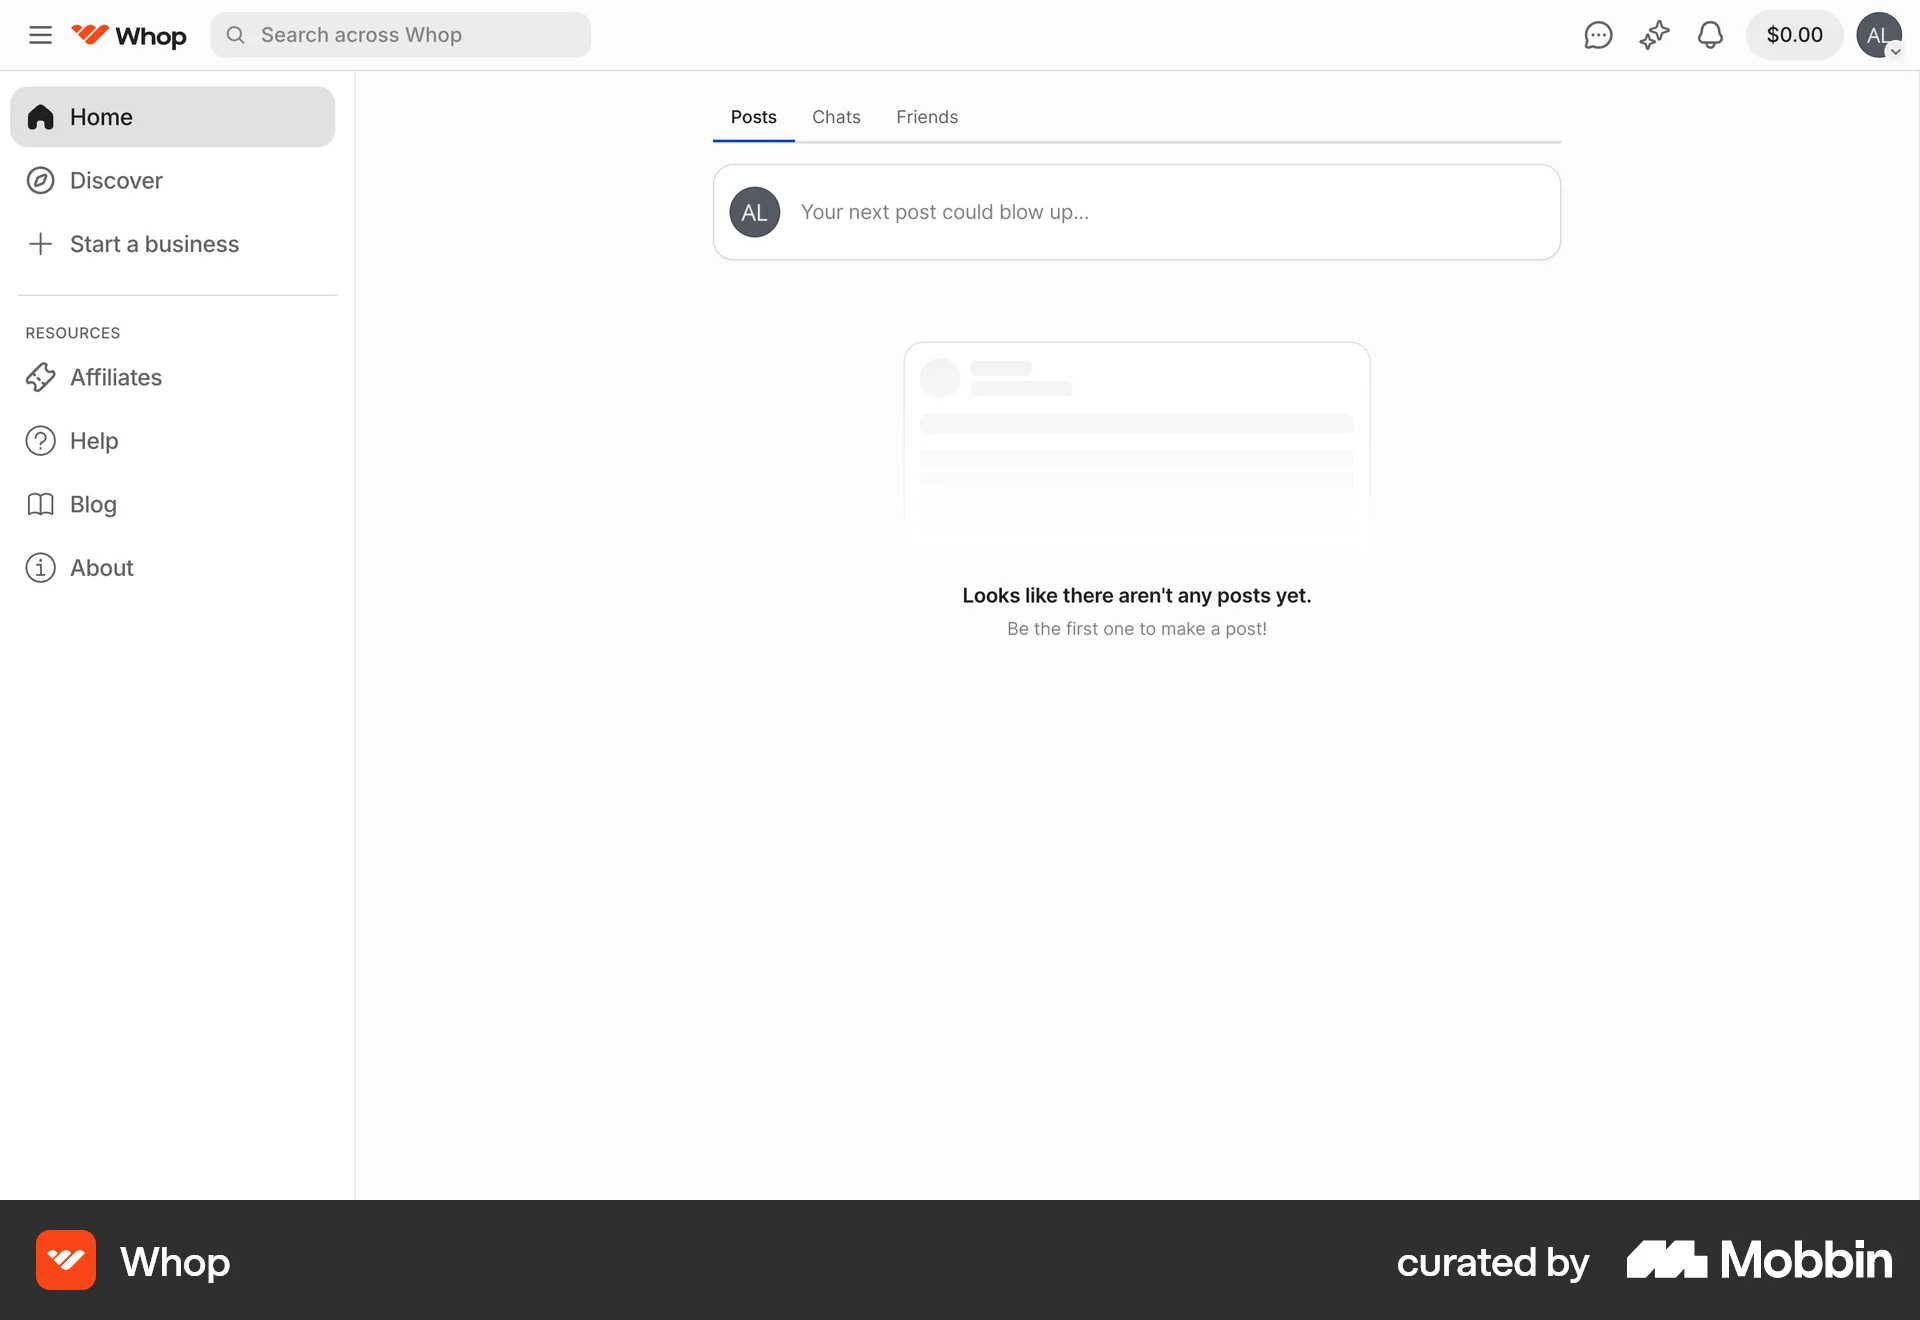 Whop
Search across Whop
$0.00
AL
Home
Discover
Start a business
RESOURCES
Affiliates
Help
Blog
About
Posts Chats Friends
AL
Your next post could blow up...
Looks like there aren't any posts yet.
Be the first one to make a post!
Whop
curated by Mobbin